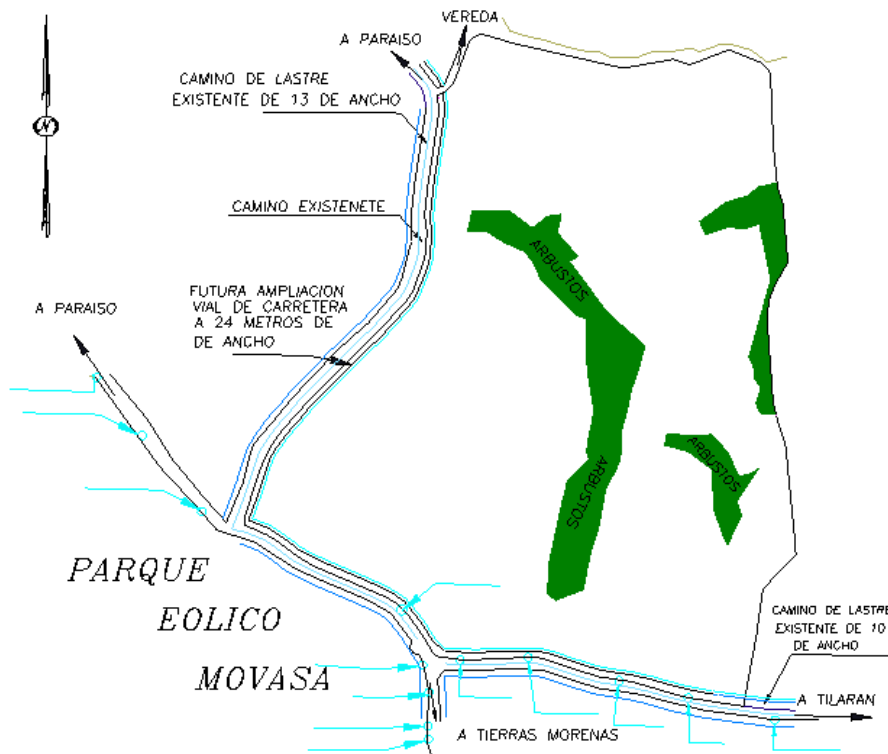 VEREDA
A PARAISO
CAMINO DE LASTRE
EXISTENTE DE 13 DE ANCHO
N
CAMINO EXISTENETE
FUTURA AMPLIACION
VIAL DE CARRETERA
A 24 METROS DE
DE ANCHO
A PARAISO
ARBUSTOS
ARBUSTOS
ARBUSTOS
PARQUE
EOLICO
MOVASA
CAMINO DE LASTRE
EXISTENTE DE 10
DE ANCHO
A TILARAN
A TIERRAS MORENAS